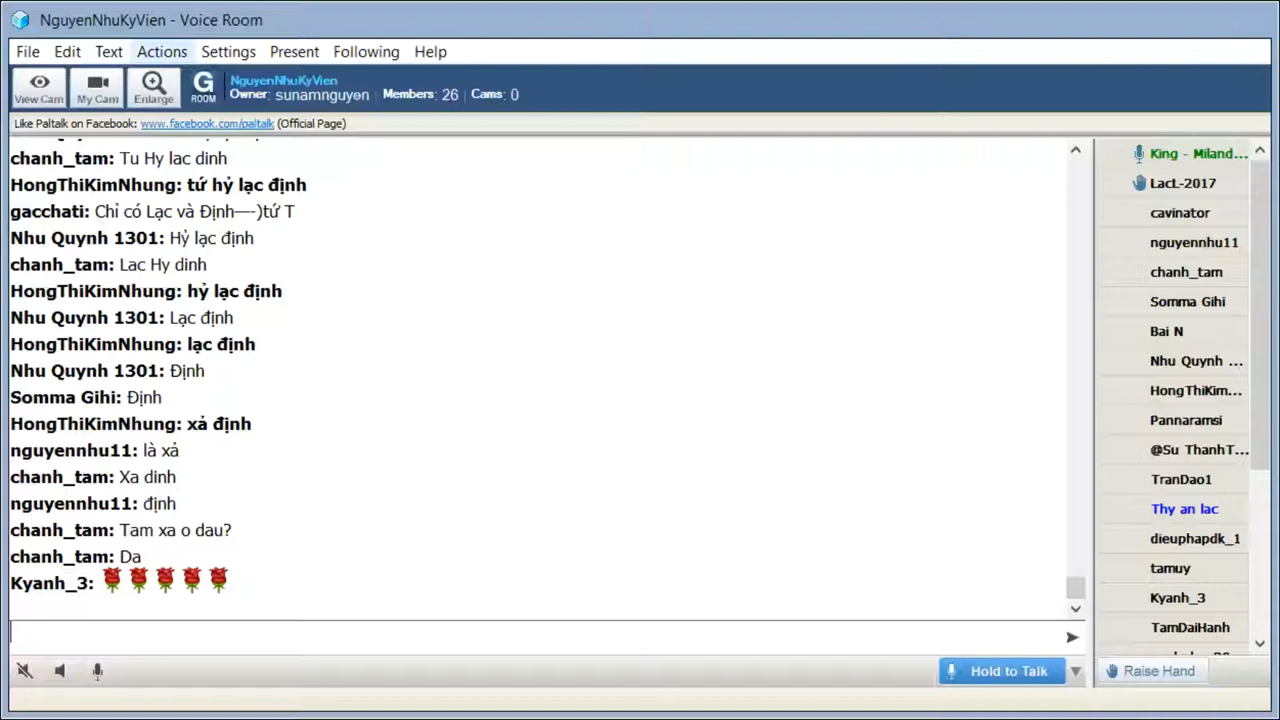 NguyenNhuKyVien - Voice Room
File Edit Text Actions Settings Present Following Help
View Cam My Cam Enlarge G ROOM
NguyenNhuKyVien
Owner: sunamnguyen Members: 26 Cams: 0
Like Paltalk on Facebook: www.facebook.com/paltalk (Official Page)
chanh_tam: Tu Hy lac dinh
HongThiKimNhung: tứ hỷ lạc định
gacchati: Chỉ có Lạc và Định—-)tứ T
Nhu Quynh 1301: Hỷ lạc định
chanh_tam: Lac Hy dinh
HongThiKimNhung: hỷ lạc định
Nhu Quynh 1301: Lạc định
HongThiKimNhung: lạc định
Nhu Quynh 1301: Định
Somma Gihi: Định
HongThiKimNhung: xả định
nguyennhu11: là xả
chanh_tam: Xa dinh
nguyennhu11: định
chanh_tam: Tam xa o dau?
chanh_tam: Da
Kyanh_3:
King - Miland...
LacL-2017
cavinator
nguyennhu11
chanh_tam
Somma Gihi
Bai N
Nhu Quynh ...
HongThiKim...
Pannaramsi
@Su ThanhT...
TranDao1
Thy an lac
dieuphapdk_1
tamuy
Kyanh_3
TamDaiHanh
Hold to Talk
Raise Hand